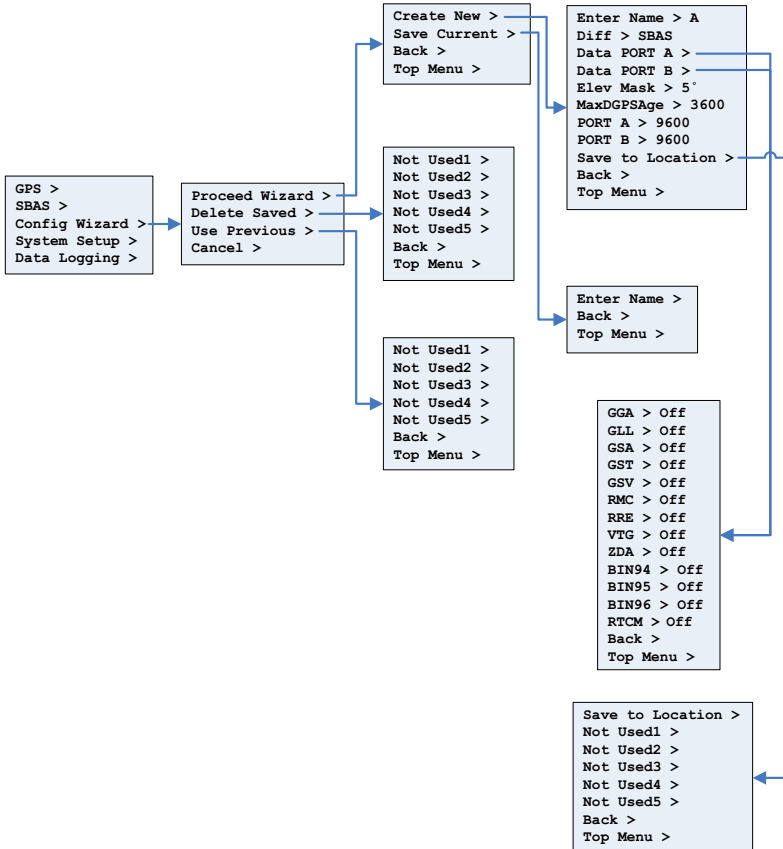 GPS >
SBAS >
Config Wizard >
System Setup >
Data Logging >
Proceed Wizard >
Delete Saved >
Use Previous >
Cancel >
Create New >
Save Current >
Back >
Top Menu >
Not Used1 >
Not Used2 >
Not Used3 >
Not Used4 >
Not Used5 >
Back >
Top Menu >
Not Used1 >
Not Used2 >
Not Used3 >
Not Used4 >
Not Used5 >
Back >
Top Menu >
Enter Name > A
Diff > SBAS
Data PORT A >
Data PORT B >
Elev Mask > 5°
MaxDGPSAge > 3600
PORT A > 9600
PORT B > 9600
Save to Location >
Back >
Top Menu >
Enter Name >
Back >
Top Menu >
GGA > Off
GLL > Off
GSA > Off
GST > Off
GSV > Off
RMC > Off
RRE > Off
VTG > Off
ZDA > Off
BIN94 > Off
BIN95 > Off
BIN96 > Off
RTCM > Off
Back >
Top Menu >
Save to Location >
Not Used1 >
Not Used2 >
Not Used3 >
Not Used4 >
Not Used5 >
Back >
Top Menu >